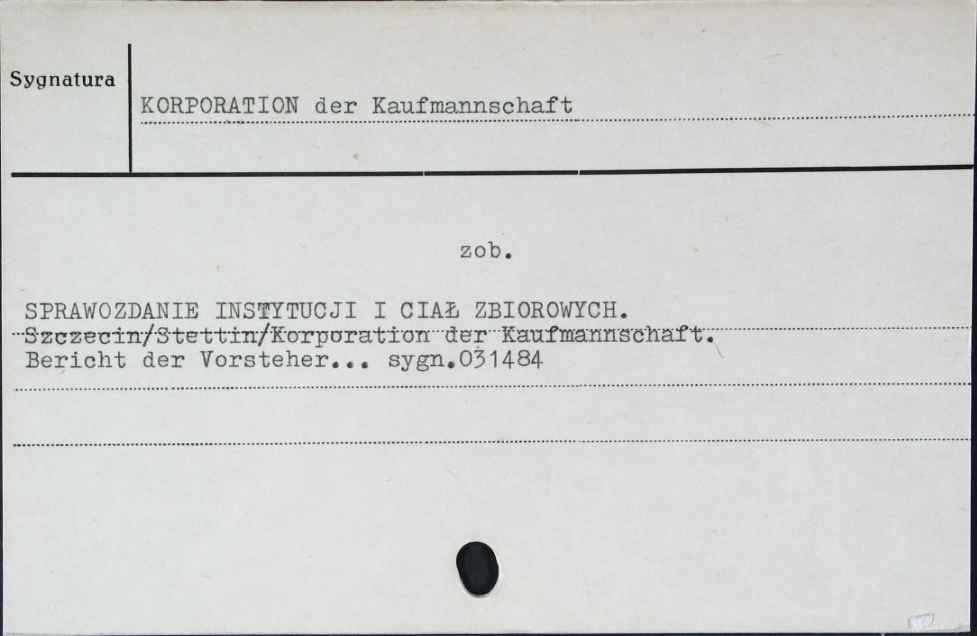 Sygnatura
KORPORATION der Kaufmannschaft
zob.
SPRAWOZDANIE INSTYTUCJI I CIAŁ ZBIOROWYCH.
Szczecin/Stettin/Korporation der Kaufmannschaft.
Bericht der Vorsteher... sygn.031484